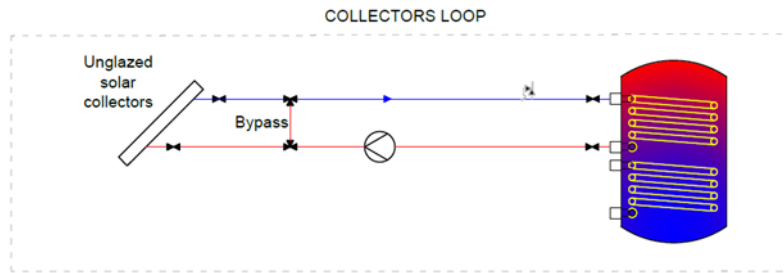 COLLECTORS LOOP
Unglazed
solar
collectors
Bypass